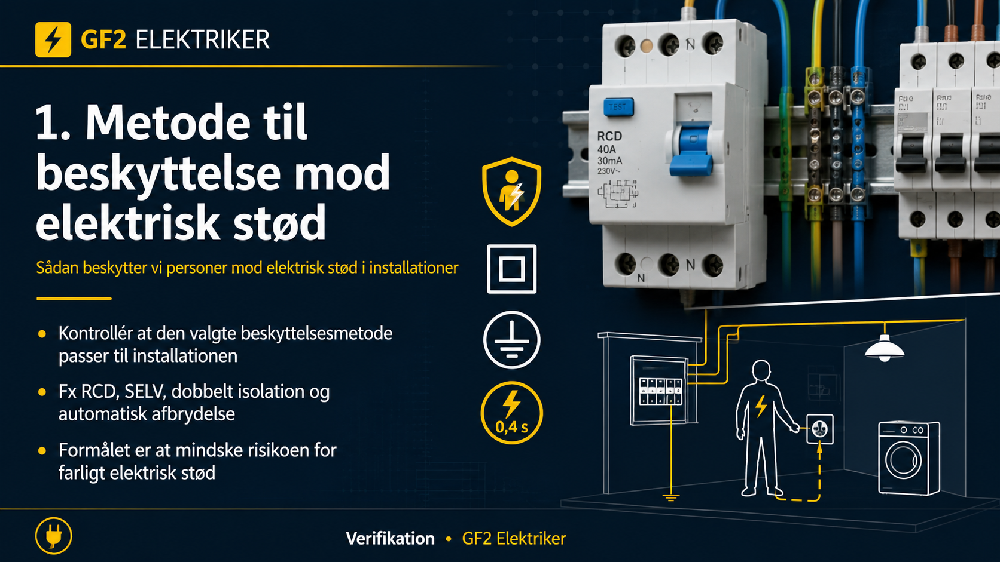 GF2 ELEKTRIKER
1. Metode til
beskyttelse mod
elektrisk stød
Sådan beskytter vi personer mod elektrisk stød i installationer
• Kontrollér at den valgte beskyttelsesmetode
passer til installationen
• Fx RCD, SELV, dobbelt isolation og
automatisk afbrydelse
• Formålet er at mindske risikoen for
farligt elektrisk stød
0,4 s
N
TEST
RCD
40A
30mA
230V~
N
N
Verifikation • GF2 Elektriker